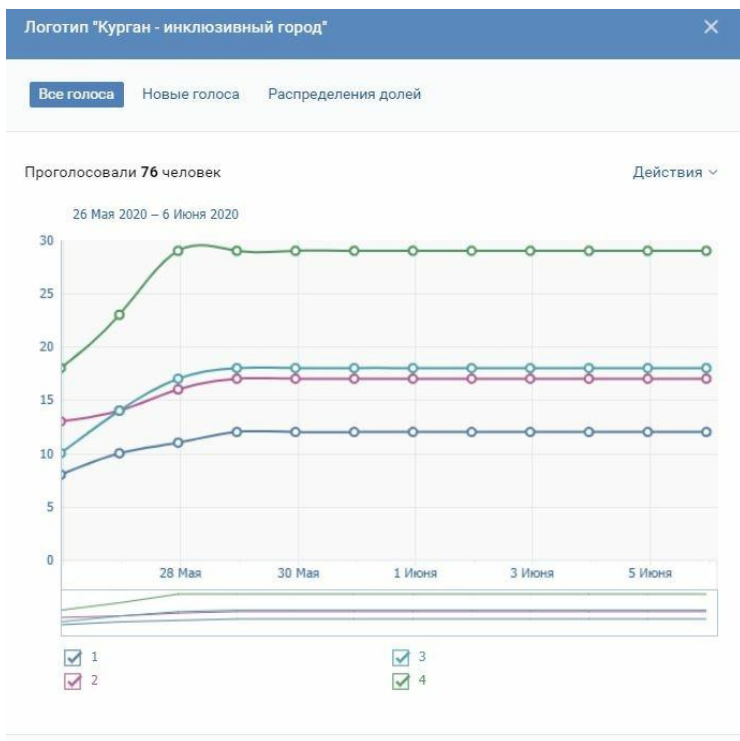 Логотип "Курган - инклюзивный город"
Все голоса Новые голоса Распределения долей
Проголосовали 76 человек Действия
26 Мая 2020 – 6 Июня 2020
30
25
20
15
10
5
0
28 Мая 30 Мая 1 Июня 3 Июня 5 Июня
1 3
2 4